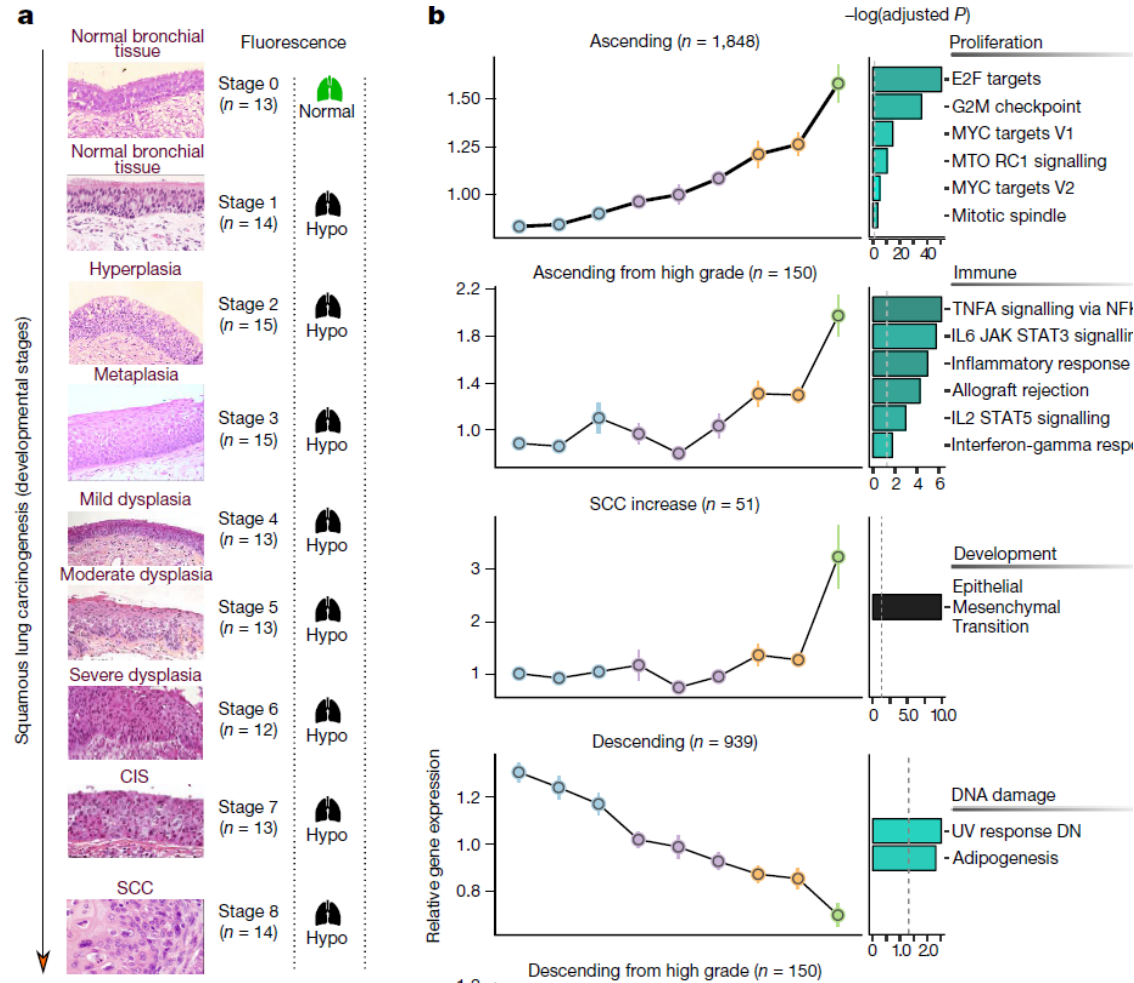 a
Squamous lung carcinogenesis (developmental stages)
Fluorescence
Normal bronchial
tissue
Stage 0
(n = 13)
Normal
Normal bronchial
tissue
Stage 1
(n = 14)
Hypo
Hyperplasia
Stage 2
(n = 15)
Hypo
Metaplasia
Stage 3
(n = 15)
Hypo
Mild dysplasia
Stage 4
(n = 13)
Hypo
Moderate dysplasia
Stage 5
(n = 13)
Hypo
Severe dysplasia
Stage 6
(n = 12)
Hypo
CIS
Stage 7
(n = 13)
Hypo
SCC
Stage 8
(n = 14)
Hypo
b
–log(adjusted P)
Relative gene expression
Ascending (n = 1,848)
1.50
1.25
1.00
Proliferation
E2F targets
G2M checkpoint
MYC targets V1
MTO RC1 signalling
MYC targets V2
Mitotic spindle
0 20 40
Ascending from high grade (n = 150)
2.2
1.8
1.4
1.0
Immune
TNFA signalling via NFK
IL6 JAK STAT3 signallin
Inflammatory response
Allograft rejection
IL2 STAT5 signalling
Interferon-gamma respo
0 2 4 6
SCC increase (n = 51)
3
2
1
Development
Epithelial
Mesenchymal
Transition
0 5.0 10.0
Descending (n = 939)
1.2
1.0
0.8
DNA damage
UV response DN
Adipogenesis
0 1.0 2.0
Descending from high grade (n = 150)